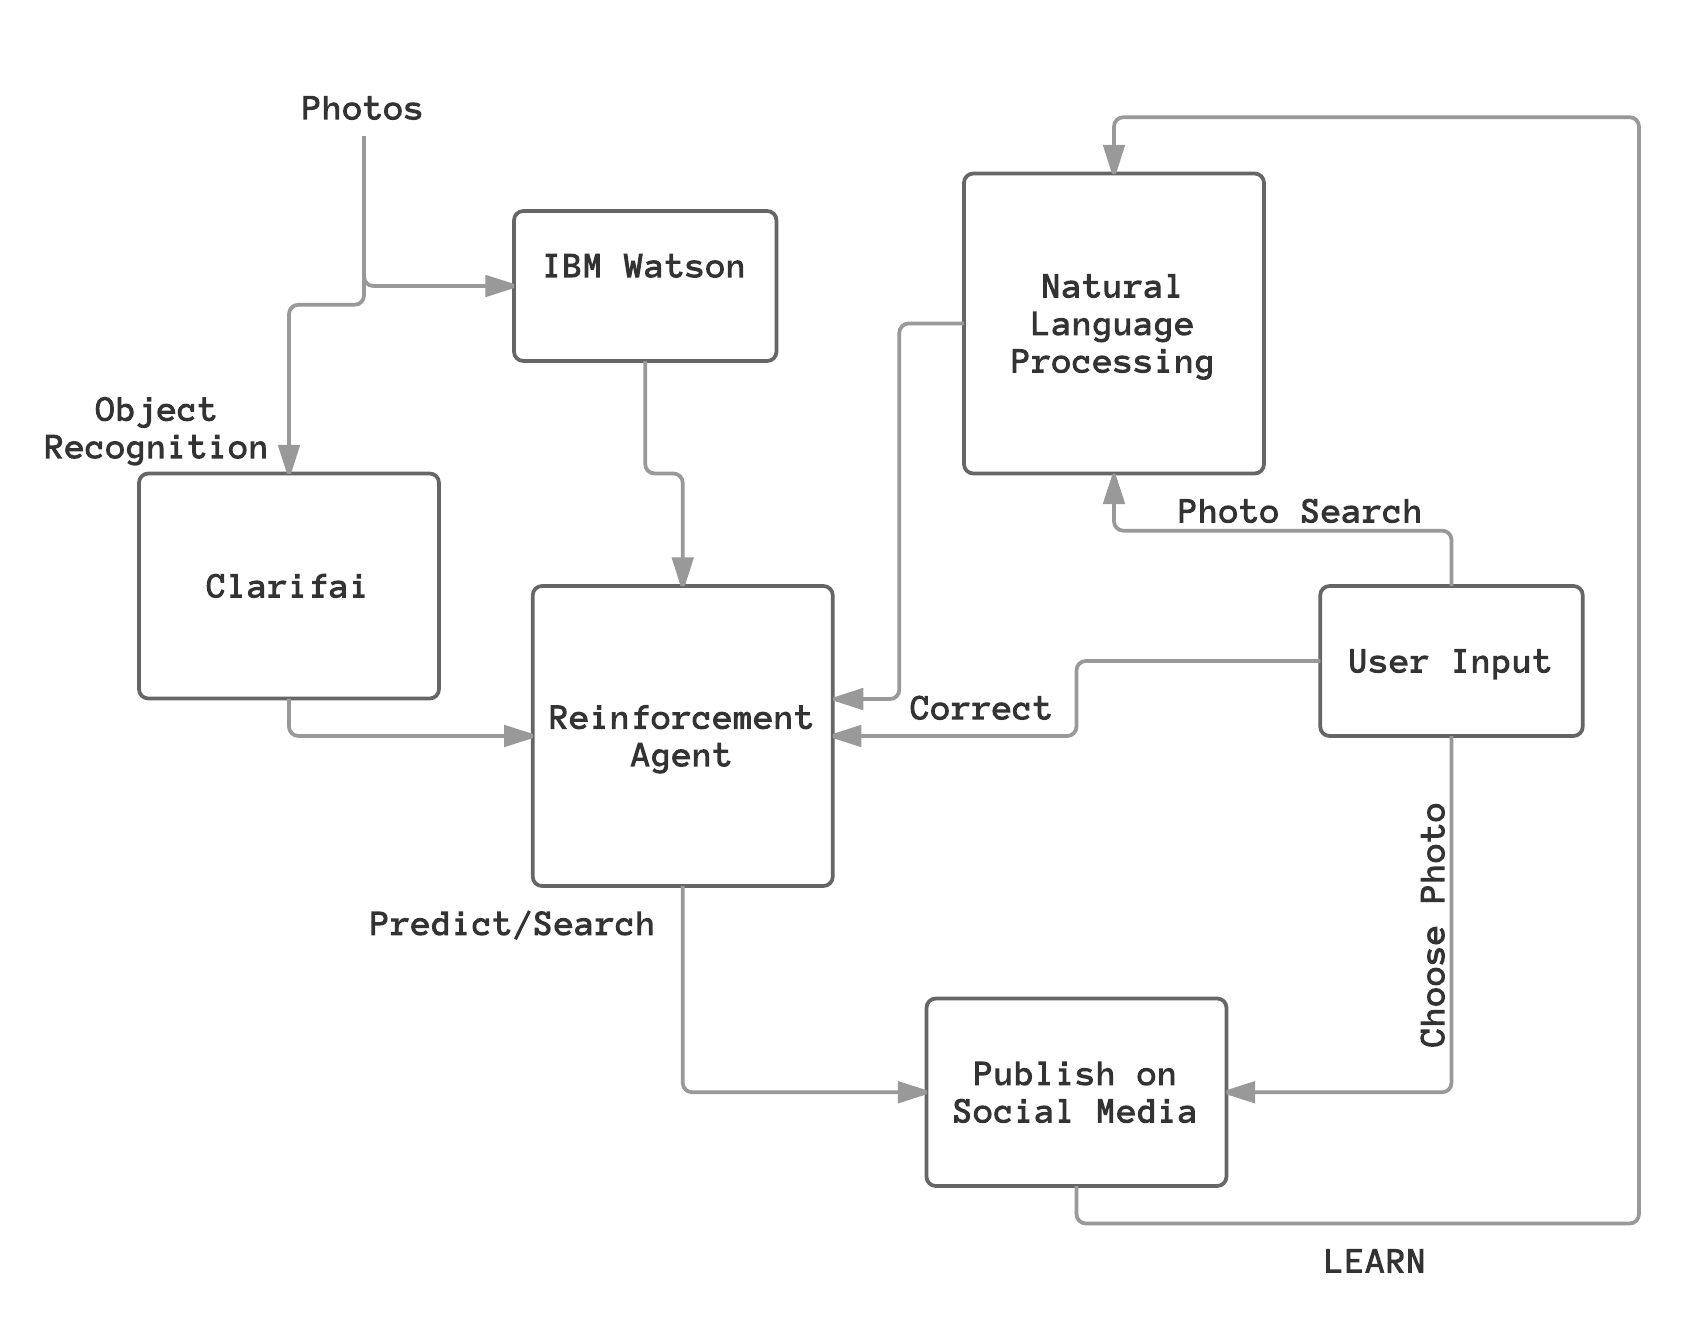 Photos
IBM Watson
Natural
Language
Processing
Object
Recognition
Photo Search
Clarifai
User Input
Reinforcement
Agent
Correct
Choose Photo
Predict/Search
Publish on
Social Media
LEARN